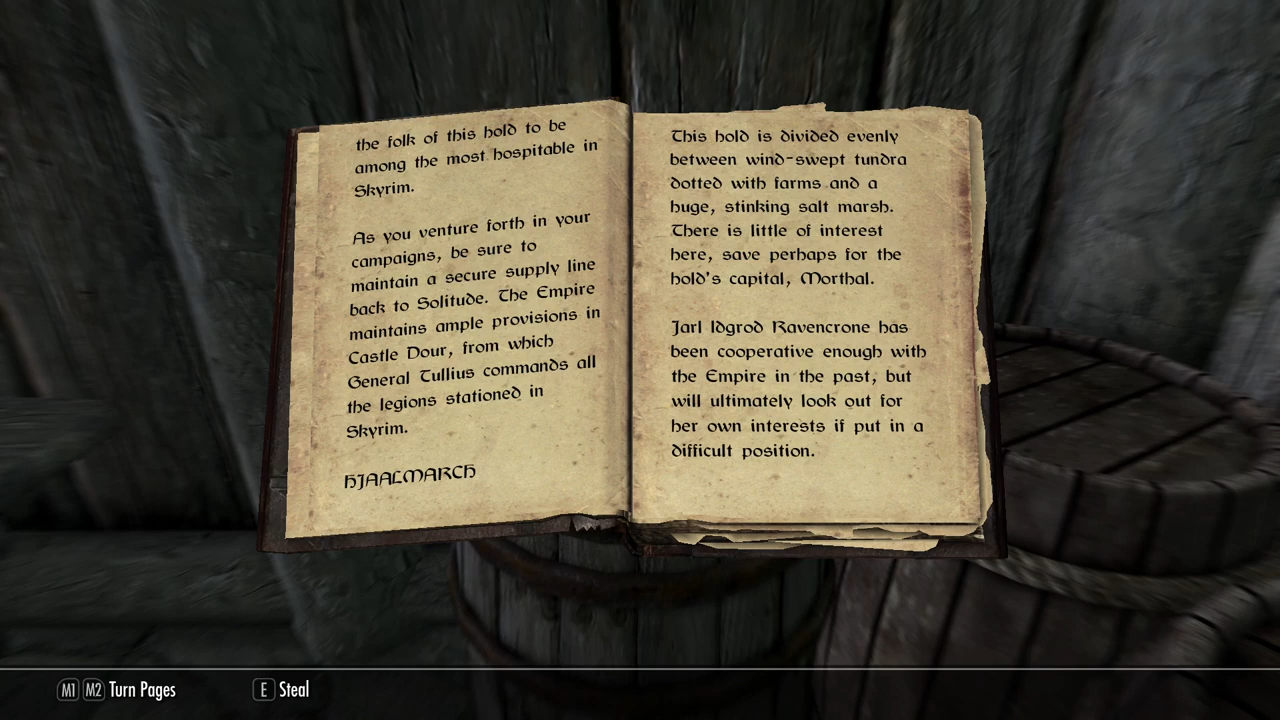 the folk of this hold to be
among the most hospitable in
Skyrim.
As you venture forth in your
campaigns, be sure to
maintain a secure supply line
back to Solitude. The Empire
maintains ample provisions in
Castle Dour, from which
General Tullius commands all
the legions stationed in
Skyrim.
HJAALMARCH
This hold is divided evenly
between wind-swept tundra
dotted with farms and a
huge, stinking salt marsh.
There is little of interest
here, save perhaps for the
hold's capital, Morthal.
Jarl Idgrod Ravencrone has
been cooperative enough with
the Empire in the past, but
will ultimately look out for
her own interests if put in a
difficult position.
M1 M2 Turn Pages E Steal